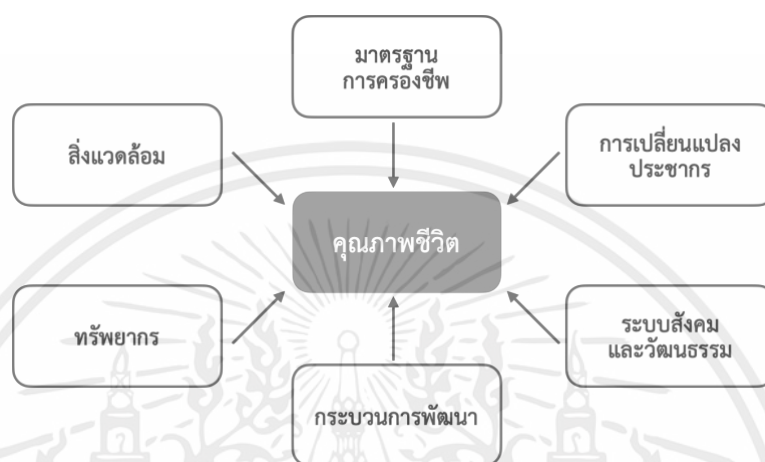 มาตรฐาน
การครองชีพ
สิ่งแวดล้อม
การเปลี่ยนแปลง
ประชากร
คุณภาพชีวิต
ทรัพยากร
ระบบสังคม
และวัฒนธรรม
กระบวนการพัฒนา